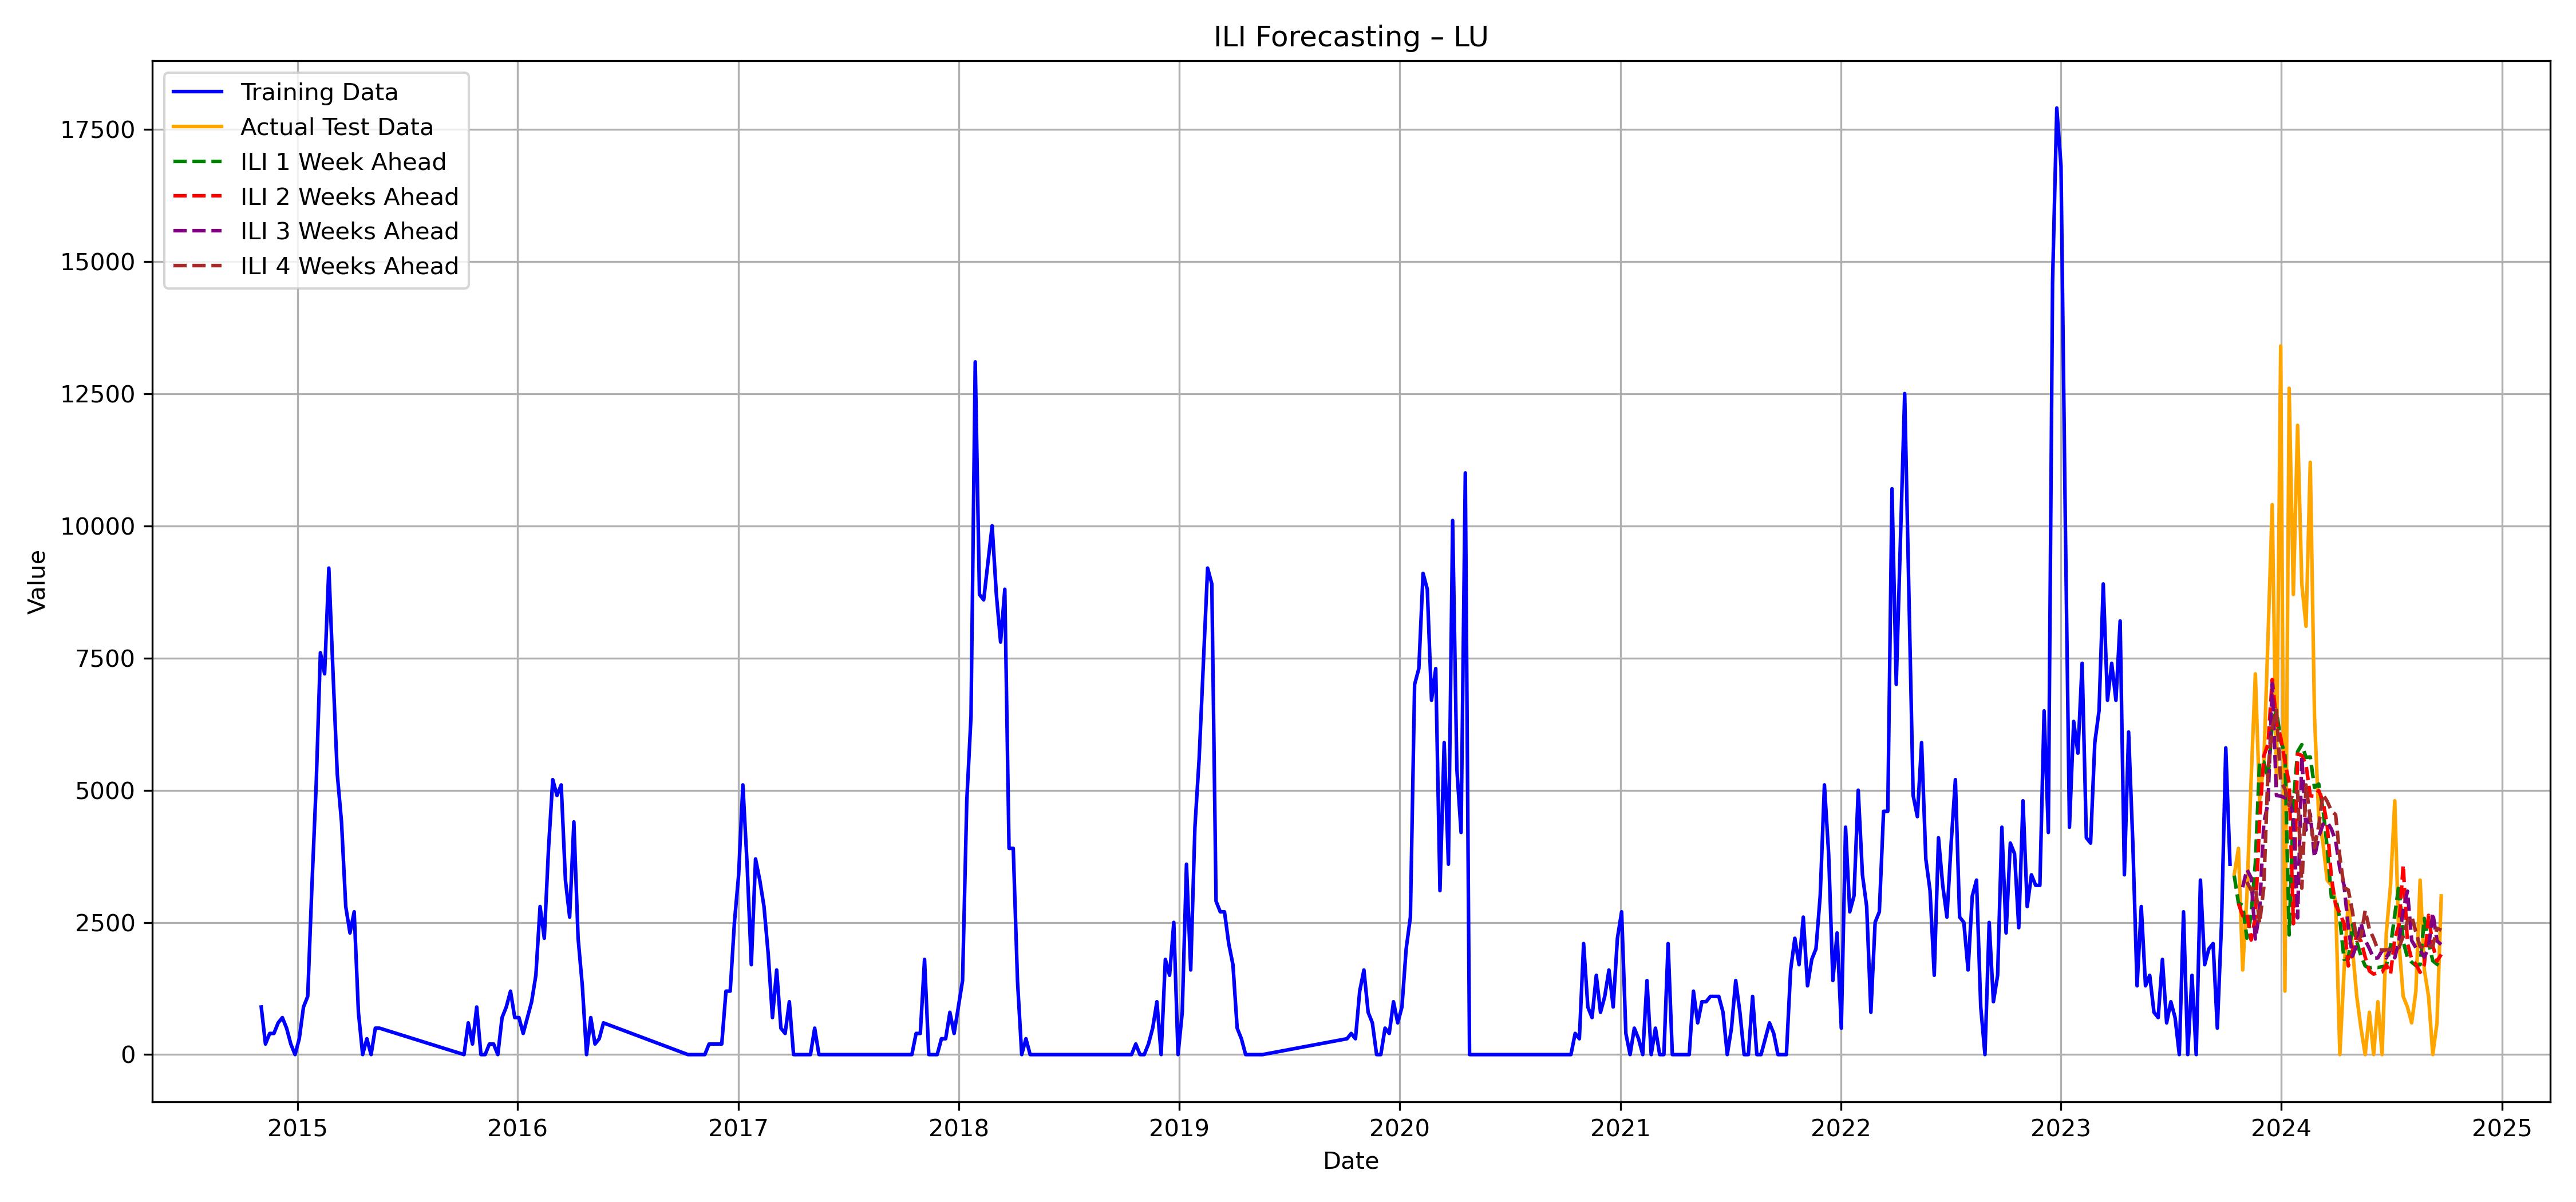 ILI Forecasting – LU
Training Data
Actual Test Data
ILI 1 Week Ahead
ILI 2 Weeks Ahead
ILI 3 Weeks Ahead
ILI 4 Weeks Ahead
Value
17500
15000
12500
10000
7500
5000
2500
0
2015 2016 2017 2018 2019 2020 2021 2022 2023 2024 2025
Date